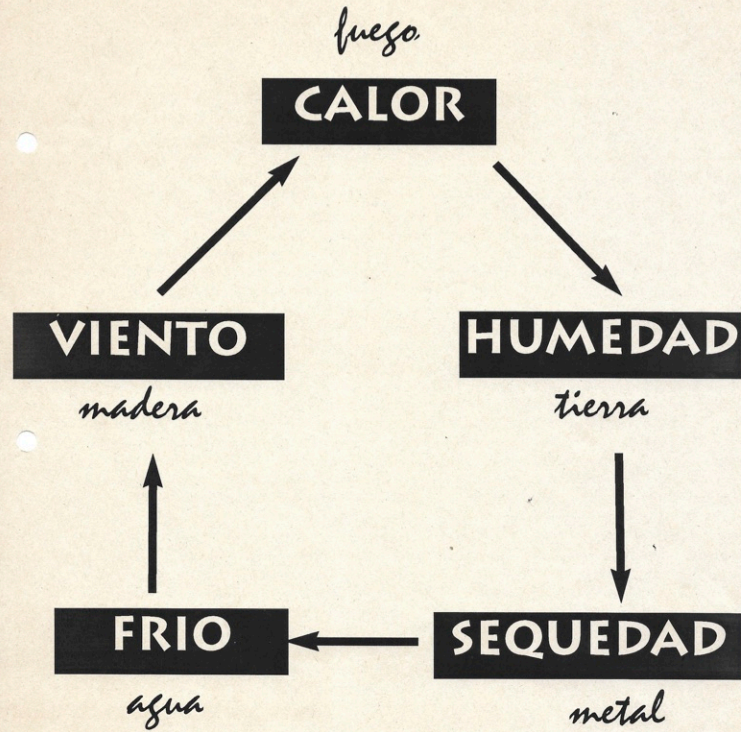 fuego
CALOR
VIENTO
HUMEDAD
madera
tierra
FRIO
SEQUEDAD
agua
metal